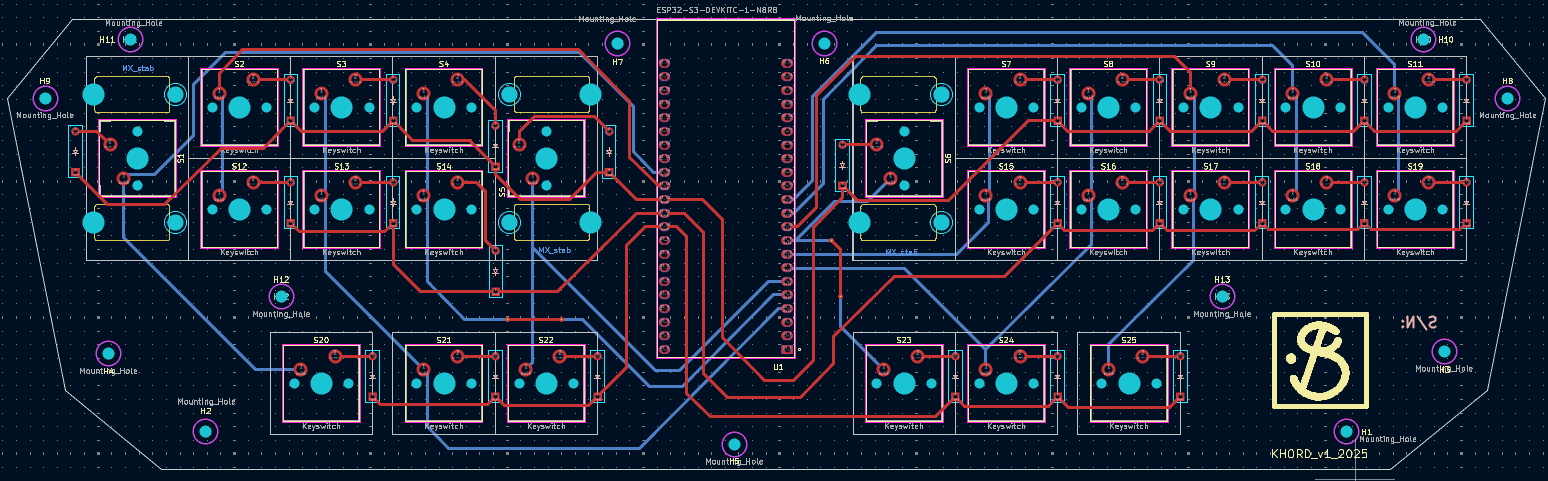 ESP32-S3-DEVKITC-1-N8R8
Mounting_Hole
Mounting_Hole
Mounting_Hole
Mounting_Hole
H11
H7
H6
H10
H9
Mounting_Hole
H8
Mounting_Hole
MX_stab
S2
S3
S4
S6
S7
S8
S9
S10
S11
S1
S5
Keyswitch
Keyswitch
Keyswitch
Keyswitch
Keyswitch
Keyswitch
Keyswitch
Keyswitch
S12
S13
S14
S15
S16
S17
S18
S19
Keyswitch
Keyswitch
Keyswitch
MX_stab
MX_stab
Keyswitch
Keyswitch
Keyswitch
Keyswitch
Keyswitch
H12
Mounting_Hole
H13
Mounting_Hole
S/N:
S20
S21
S22
S23
S24
S25
U1
Mounting_Hole
Mounting_Hole
Mounting_Hole
H2
Keyswitch
Keyswitch
Keyswitch
Keyswitch
Keyswitch
Keyswitch
B
H1
Mounting_Hole
Mounting_Hole
KHORD_v1_2025